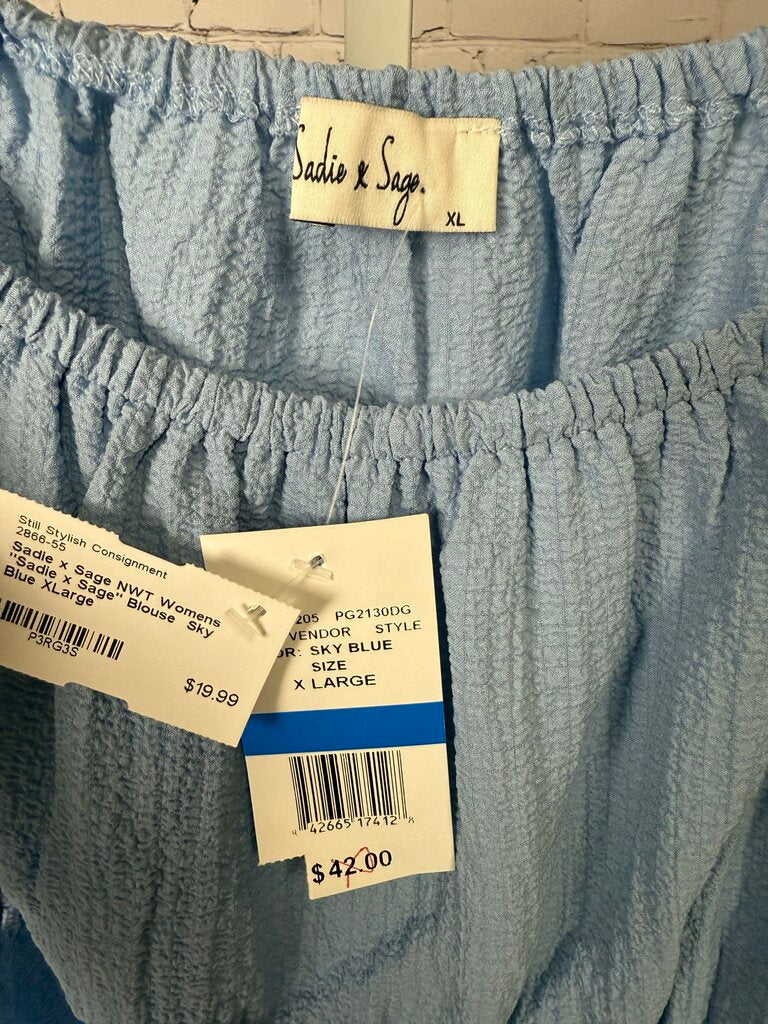 Sadie x Sage.
XL
Still Stylish Consignment
2866-55
Sadie x Sage NWT Womens
"Sadie x Sage" Blouse Sky
Blue XLarge
P3RG3S
$19.99
205 PG2130DG
VENDOR STYLE
OR: SKY BLUE
SIZE
X LARGE
42665 17412
$42.00